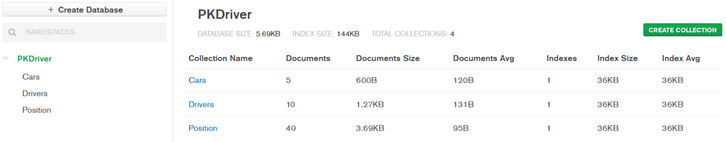 + Create Database
NAMESPACES
PKDriver
Cars
Drivers
Position
PKDriver
DATABASE SIZE: 5.69KB INDEX SIZE: 144KB TOTAL COLLECTIONS: 4
CREATE COLLECTION
Collection Name Documents Documents Size Documents Avg Indexes Index Size Index Avg
Cars 5 600B 120B 1 36KB 36KB
Drivers 10 1.27KB 131B 1 36KB 36KB
Position 40 3.69KB 95B 1 36KB 36KB